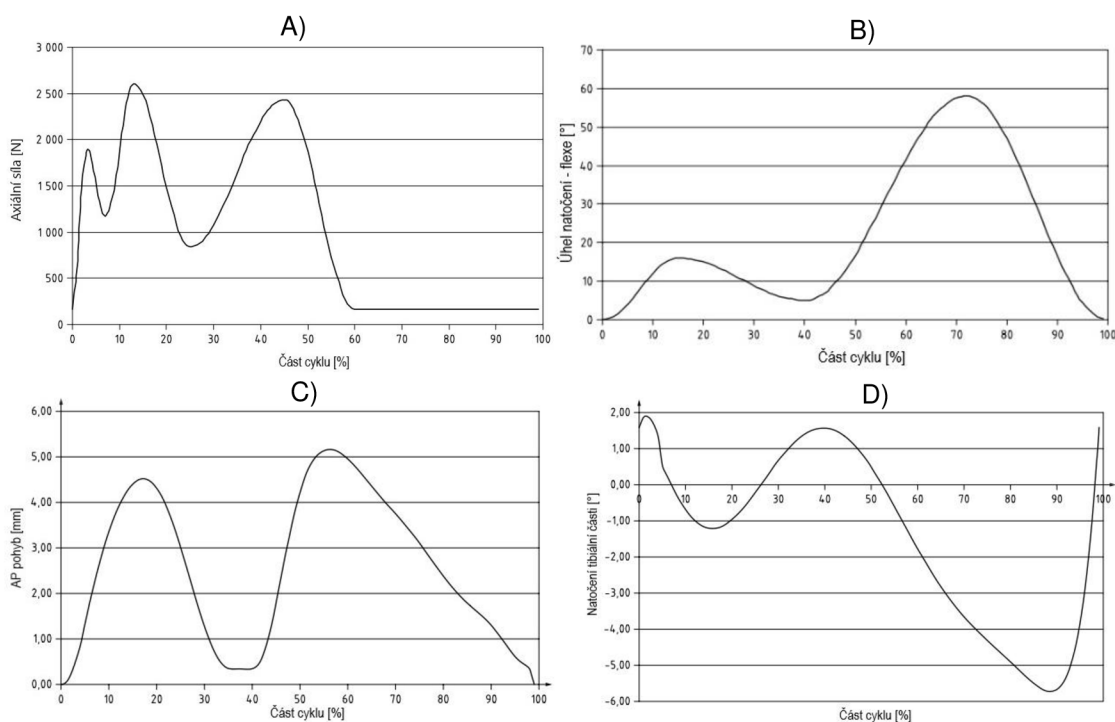 A)
3 000
2 500
2 000
1 500
1 000
500
0
Axiální síla [N]
0 10 20 30 40 50 60 70 80 90 100
Část cyklu [%]
B)
70
60
50
40
30
20
10
0
Úhel natočení - flexe [°]
0 10 20 30 40 50 60 70 80 90 100
Část cyklu [%]
C)
6,00
5,00
4,00
3,00
2,00
1,00
0,00
AP pohyb [mm]
0 10 20 30 40 50 60 70 80 90 100
Část cyklu [%]
D)
2,00
1,00
0,00
-1,00
-2,00
-3,00
-4,00
-5,00
-6,00
Natočení tibiální části [°]
0 10 20 30 40 50 60 70 80 90 100
Část cyklu [%]